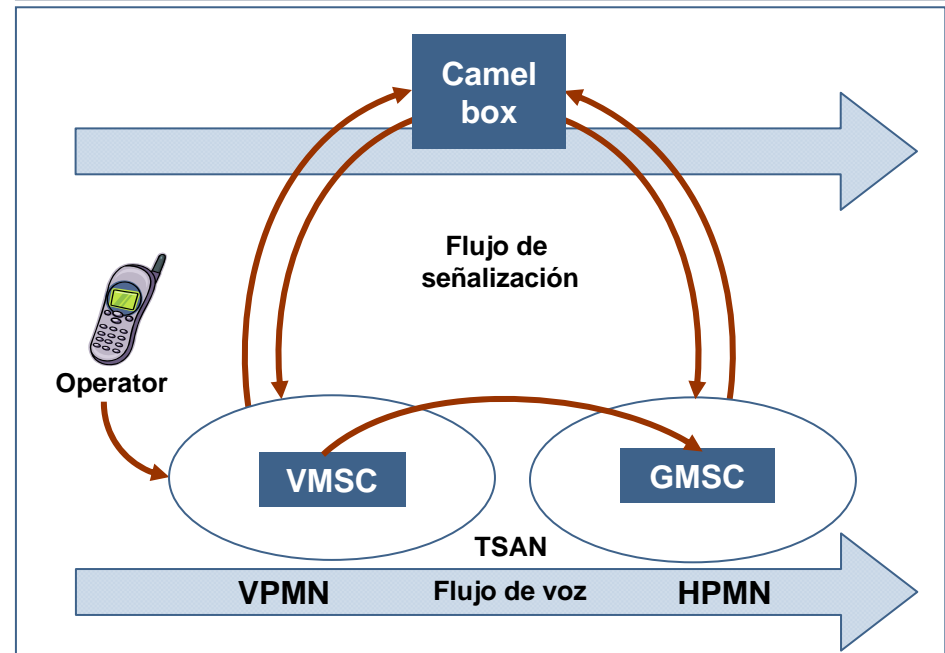 Camel
box
Flujo de
señalización
Operator
VMSC
GMSC
TSAN
VPMN
Flujo de voz
HPMN